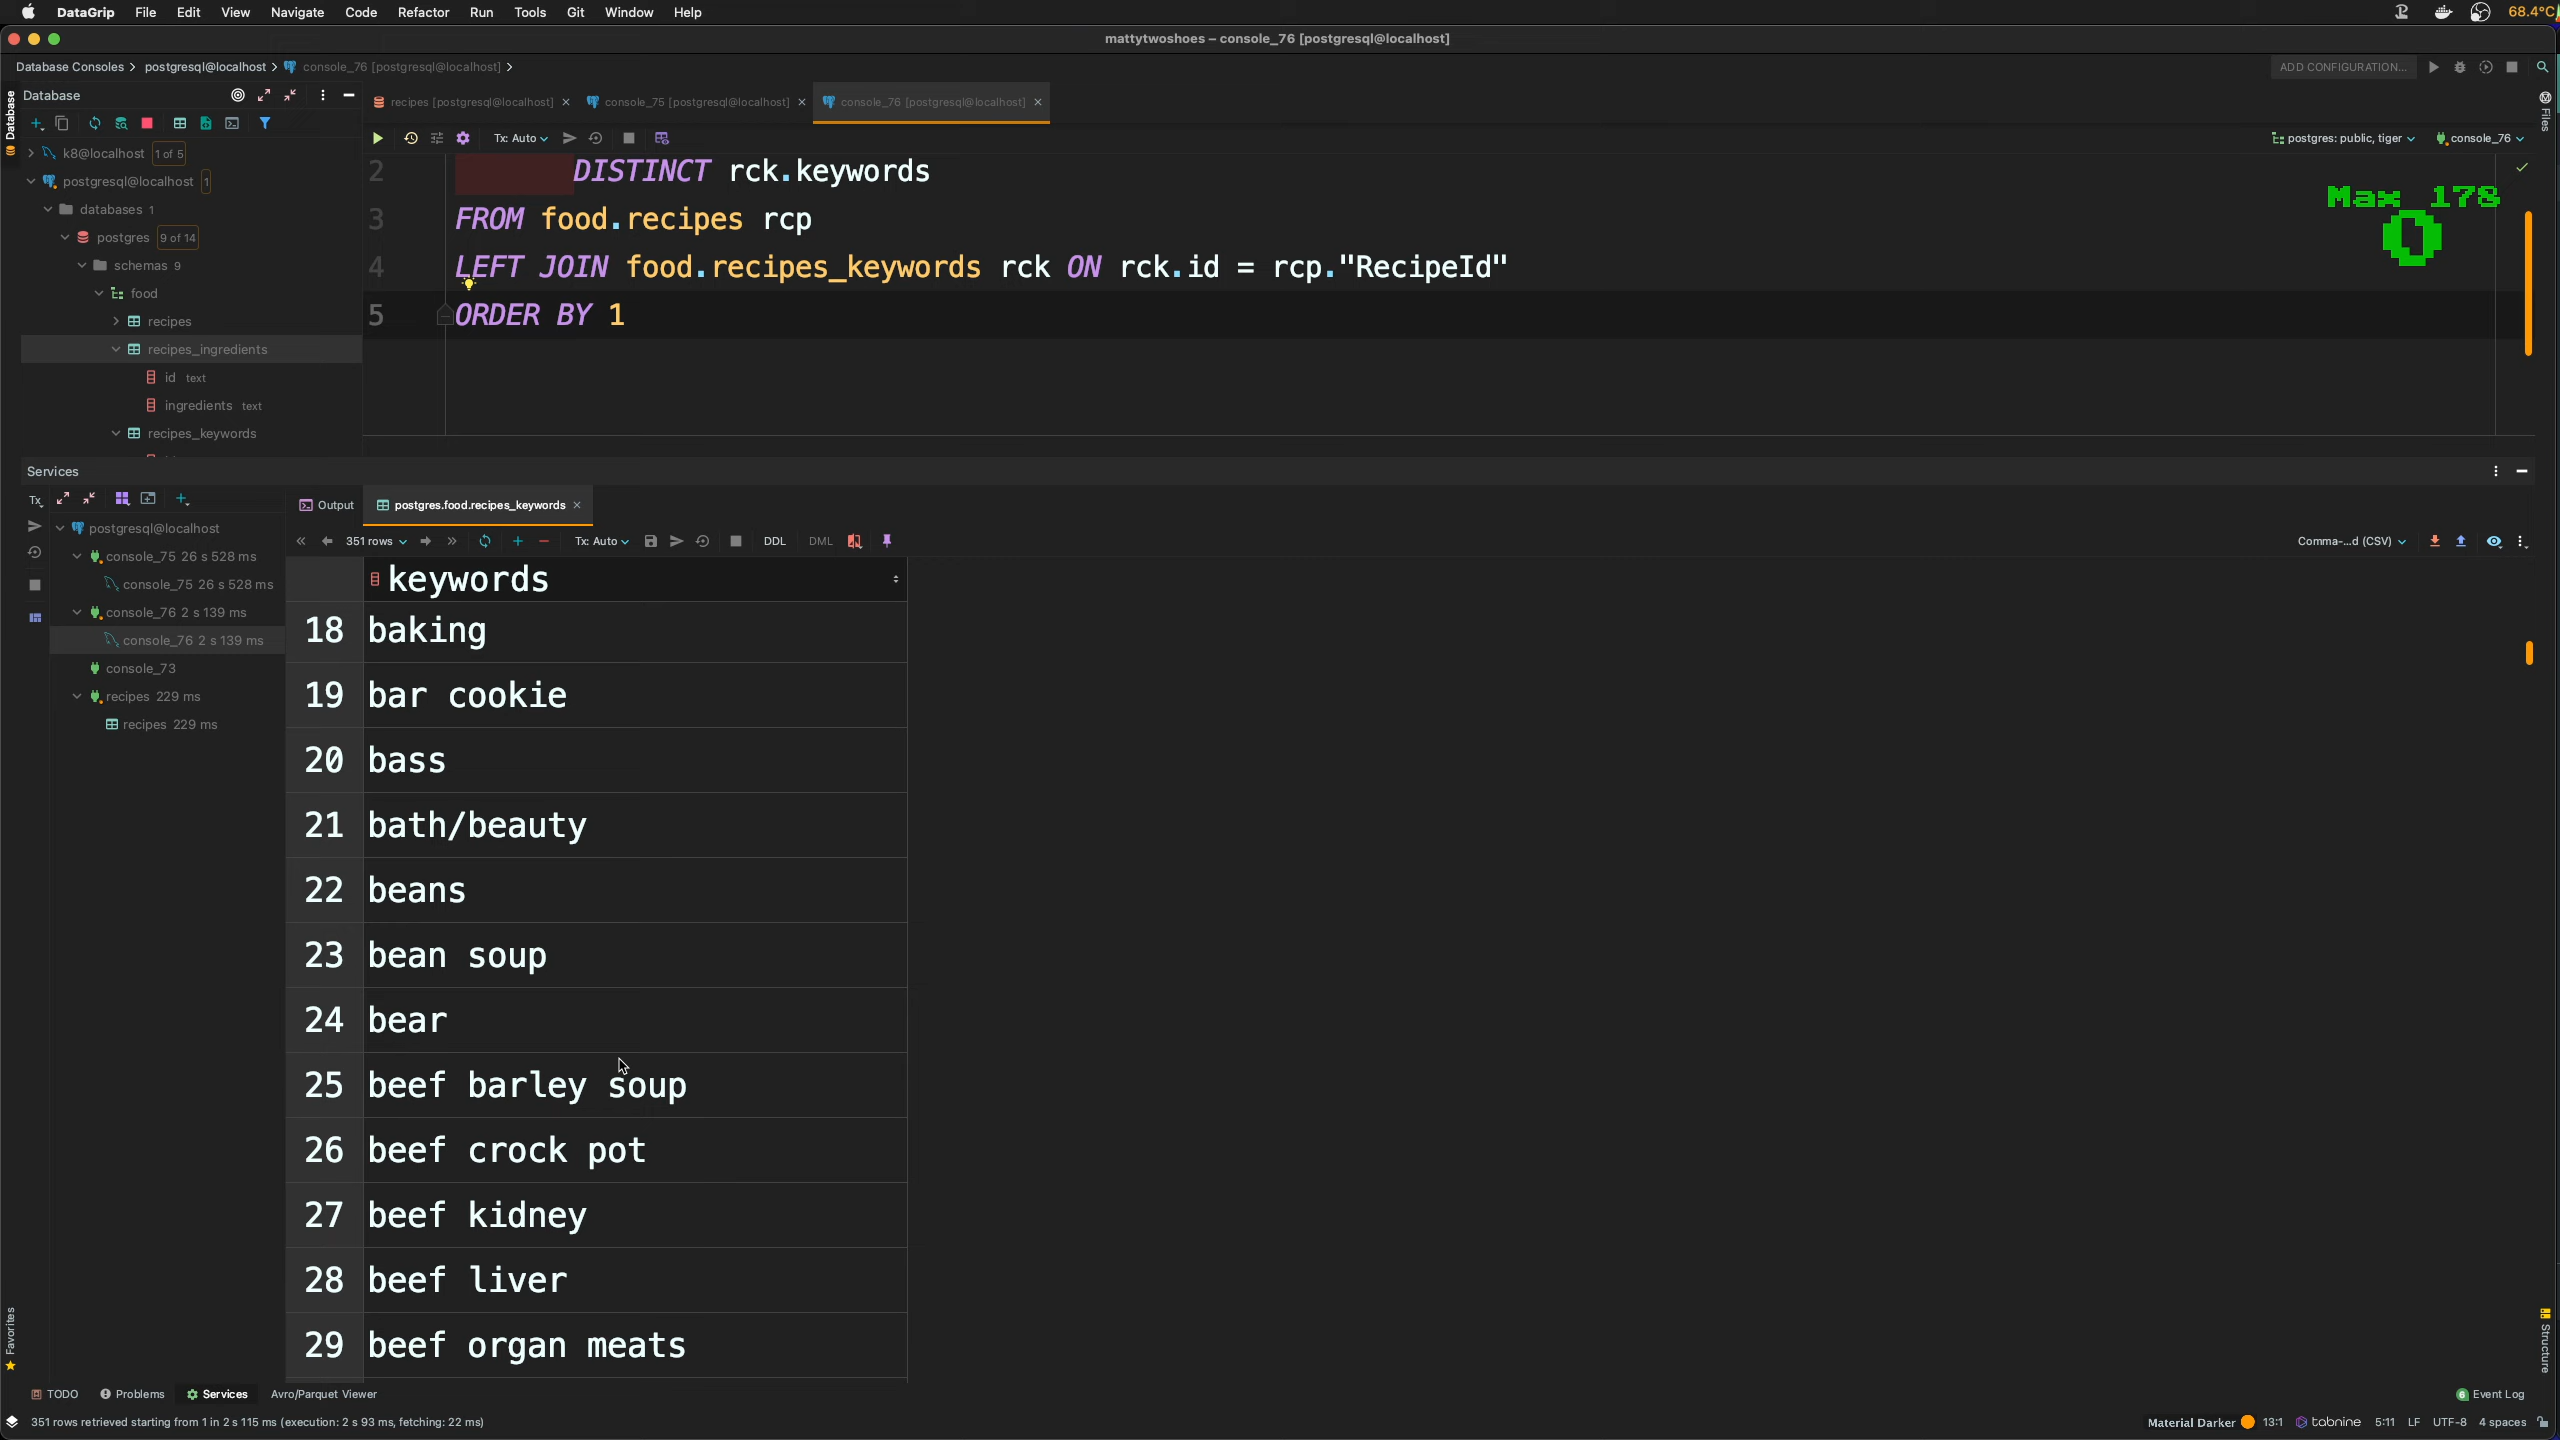 DataGrip File Edit View Navigate Code Refactor Run Tools Git Window Help 68.4°C
mattytwoshoes – console_76 [postgresql@localhost]
Database Consoles postgresql@localhost console_76 [postgresql@localhost] ADD CONFIGURATION...
Database
Database
recipes [postgresql@localhost] console_75 [postgresql@localhost] console_76 [postgresql@localhost]
Files
Tx: Auto postgres: public, tiger console_76
k8@localhost 1 of 5
postgresql@localhost 1
databases 1
postgres 9 of 14
schemas 9
food
recipes
recipes_ingredients
id text
ingredients text
recipes_keywords
2 DISTINCT rck.keywords
3 FROM food.recipes rcp
4 LEFT JOIN food.recipes_keywords rck ON rck.id = rcp."RecipeId"
5 ORDER BY 1
Max 178
0
Services
Tx
postgresql@localhost
console_75 26 s 528 ms
console_75 26 s 528 ms
console_76 2 s 139 ms
console_76 2 s 139 ms
console_73
recipes 229 ms
recipes 229 ms
Output postgres.food.recipes_keywords
351 rows Tx: Auto DDL DML Comma-...d (CSV)
keywords
18 baking
19 bar cookie
20 bass
21 bath/beauty
22 beans
23 bean soup
24 bear
25 beef barley soup
26 beef crock pot
27 beef kidney
28 beef liver
29 beef organ meats
Favorites
Structure
TODO Problems Services Avro/Parquet Viewer 6 Event Log
351 rows retrieved starting from 1 in 2 s 115 ms (execution: 2 s 93 ms, fetching: 22 ms) Material Darker 13:1 tabnine 5:11 LF UTF-8 4 spaces